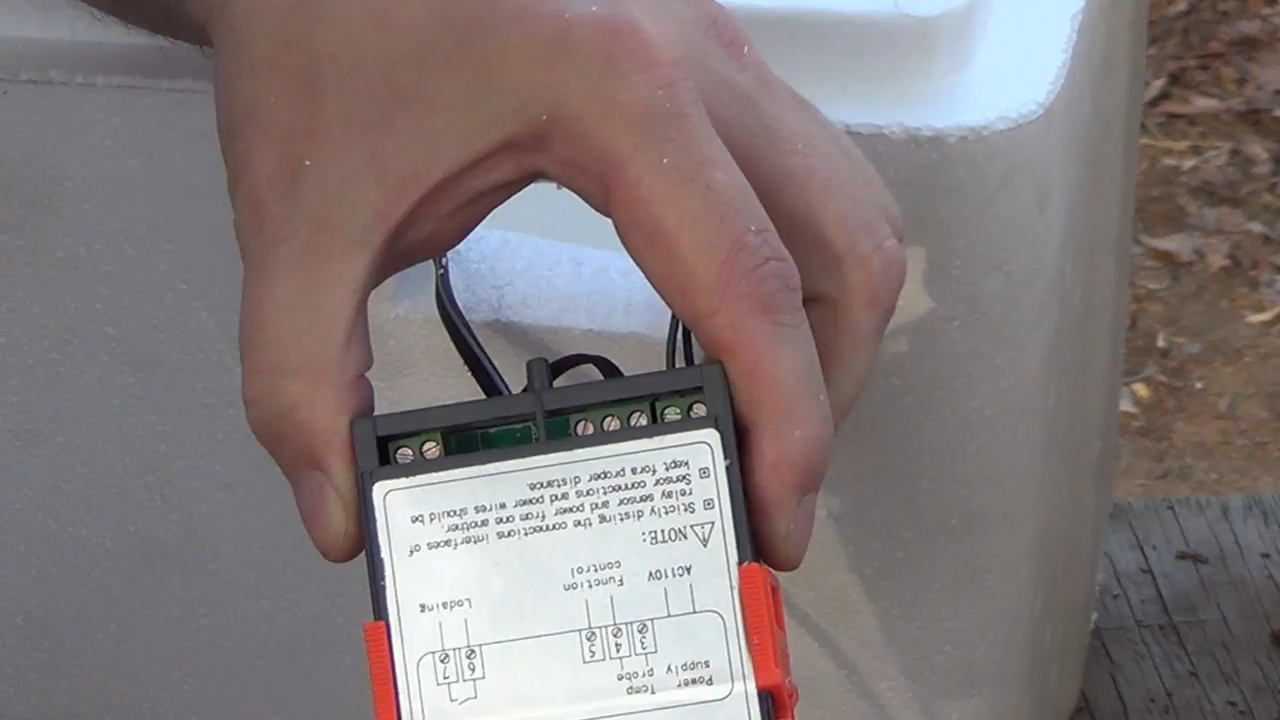 Power
supply
Temp
probe
3 4 5 6 7
AC110V
Function
control
Lodaing
NOTE:
Strictly disting the connections interfaces of
relay sensor and power from one another.
Sensor connections and power wires should be
kept fora proper distance.